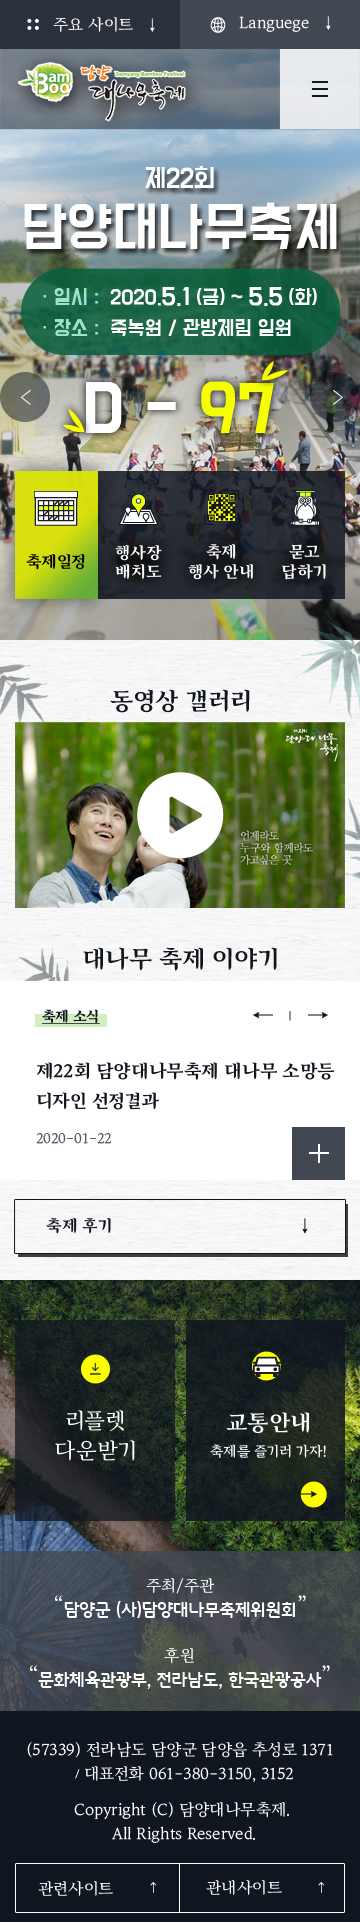 주요 사이트 ↓
Languege ↓
Bam Boo
담양 Damyang Bamboo Festival
대나무축제
제22회
담양대나무축제
· 일시 : 2020.5.1 (금) ~ 5.5 (화)
· 장소 : 죽녹원 / 관방제림 일원
D - 97
축제일정
행사장
배치도
축제
행사 안내
묻고
답하기
동영상 갤러리
담양대나무축제
언제라도
누구와 함께라도
가고싶은 곳
대나무 축제 이야기
축제 소식
제22회 담양대나무축제 대나무 소망등
디자인 선정결과
2020-01-22
축제 후기 ↓
리플렛
다운받기
교통안내
축제를 즐기러 가자!
주최/주관
“담양군 (사)담양대나무축제위원회”
후원
“문화체육관광부, 전라남도, 한국관광공사”
(57339) 전라남도 담양군 담양읍 추성로 1371
/ 대표전화 061-380-3150, 3152
Copyright (C) 담양대나무축제.
All Rights Reserved.
관련사이트 ↑
관내사이트 ↑